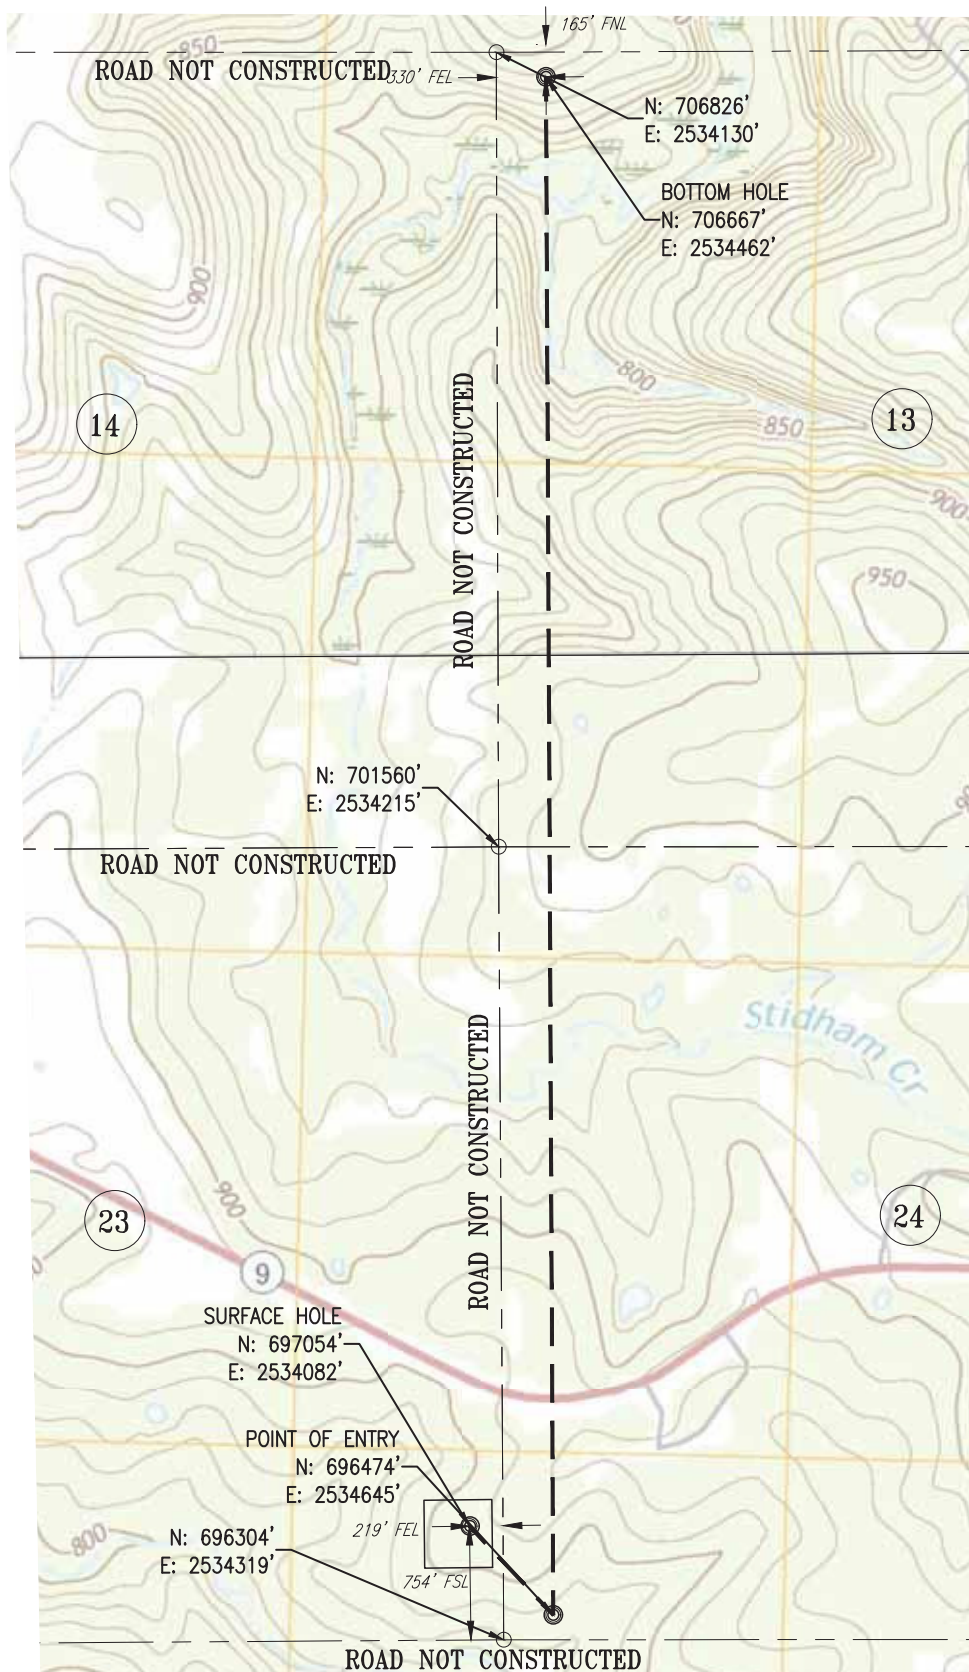 165' FNL
850
ROAD NOT CONSTRUCTED
330' FEL
N: 706826'
E: 2534130'
BOTTOM HOLE
N: 706667'
E: 2534462'
900
800
14
13
850
ROAD NOT CONSTRUCTED
900
950
N: 701560'
E: 2534215'
ROAD NOT CONSTRUCTED
Stidham Cr
ROAD NOT CONSTRUCTED
900
23
24
9
SURFACE HOLE
N: 697054'
E: 2534082'
POINT OF ENTRY
N: 696474'
E: 2534645'
219' FEL
800
N: 696304'
E: 2534319'
754' FSL
ROAD NOT CONSTRUCTED